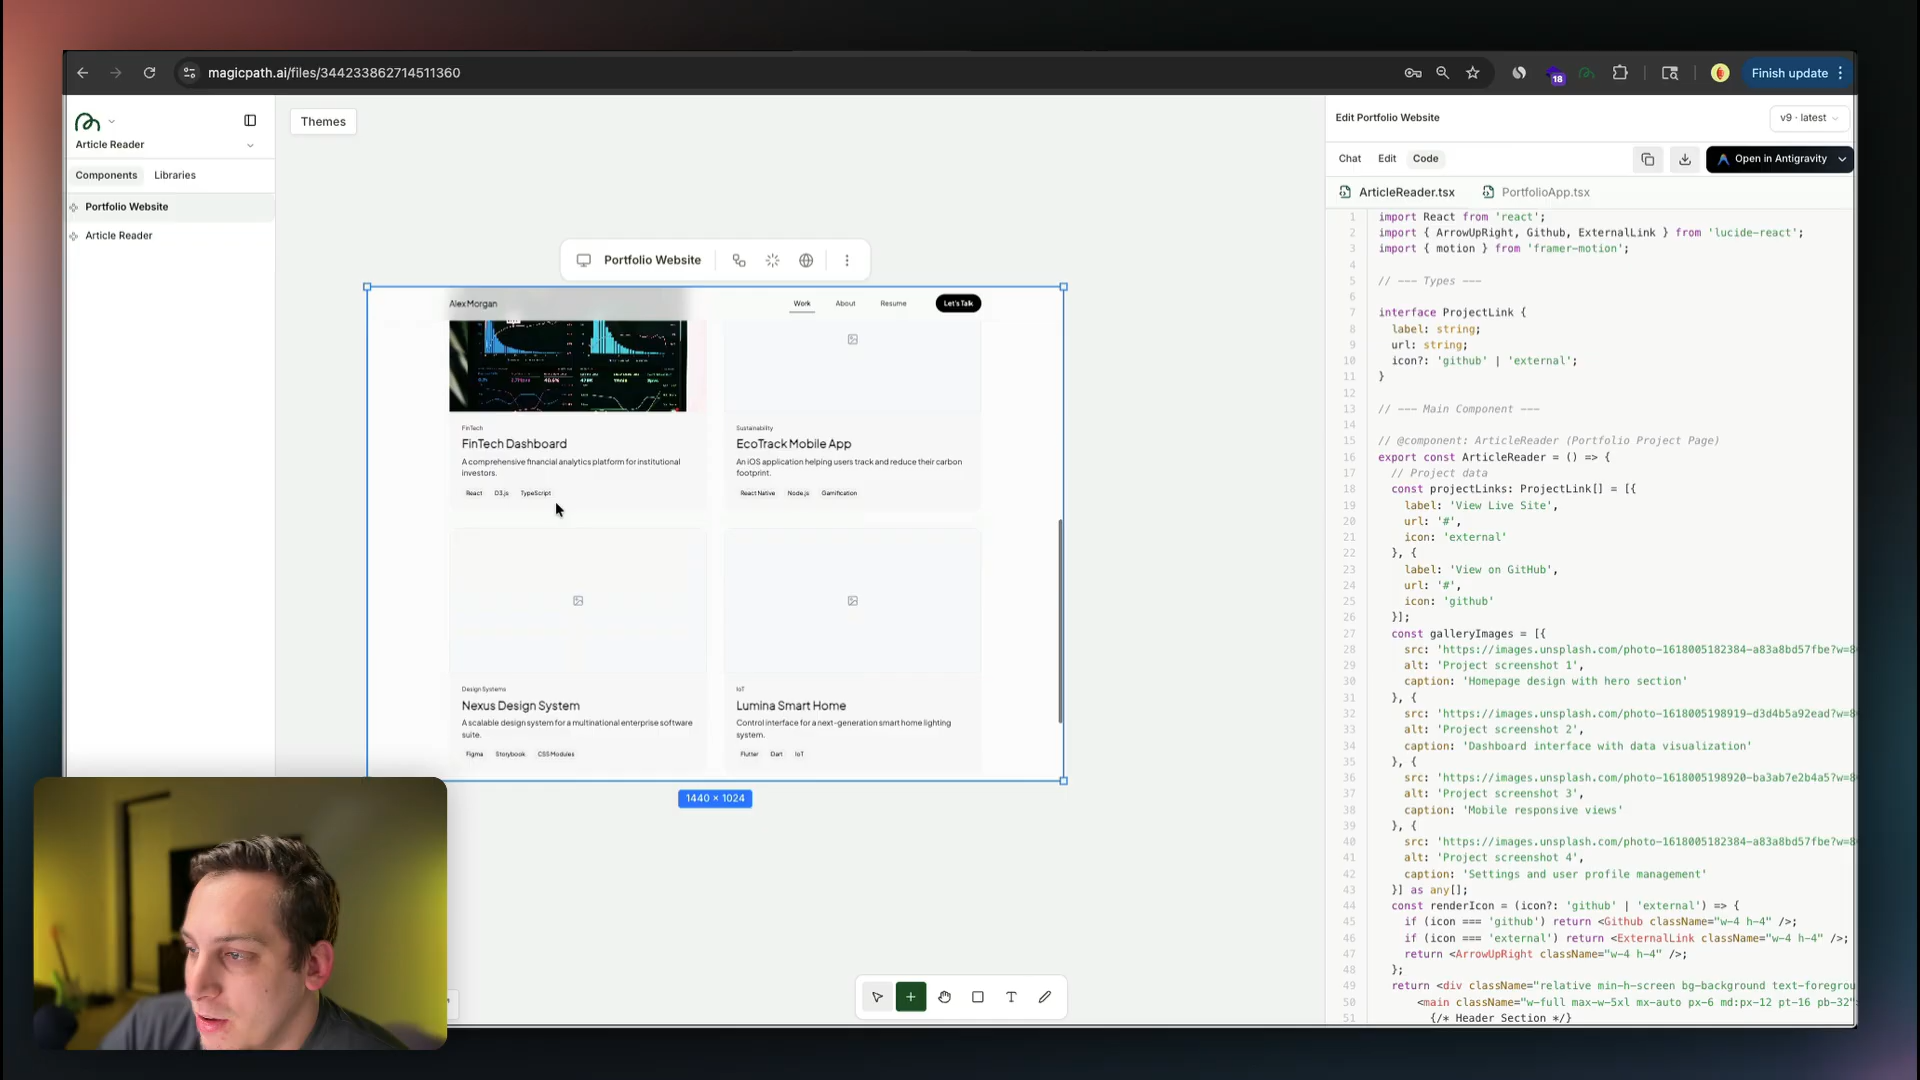 magicpath.ai/files/344233862714511360
18
Finish update
Article Reader
Components
Libraries
Portfolio Website
Article Reader
Themes
Portfolio Website
Alex Morgan
Work
About
Resume
Let's Talk
FinTech
FinTech Dashboard
A comprehensive financial analytics platform for institutional
investors.
React
D3.js
TypeScript
Sustainability
EcoTrack Mobile App
An iOS application helping users track and reduce their carbon
footprint.
React Native
Node.js
Gamification
Design Systems
Nexus Design System
A scalable design system for a multinational enterprise software
suite.
Figma
Storybook
CSS Modules
IoT
Lumina Smart Home
Control interface for a next-generation smart home lighting
system.
Flutter
Dart
IoT
1440 × 1024
Edit Portfolio Website
v9 · latest
Chat
Edit
Code
Open in Antigravity
ArticleReader.tsx
PortfolioApp.tsx
1 import React from 'react';
2 import { ArrowUpRight, Github, ExternalLink } from 'lucide-react';
3 import { motion } from 'framer-motion';
4
5 // --- Types ---
6
7 interface ProjectLink {
8 label: string;
9 url: string;
10 icon?: 'github' | 'external';
11 }
12
13 // --- Main Component ---
14
15 // @component: ArticleReader (Portfolio Project Page)
16 export const ArticleReader = () => {
17 // Project data
18 const projectLinks: ProjectLink[] = [{
19 label: 'View Live Site',
20 url: '#',
21 icon: 'external'
22 }, {
23 label: 'View on GitHub',
24 url: '#',
25 icon: 'github'
26 }];
27 const galleryImages = [{
28 src: 'https://images.unsplash.com/photo-1618005182384-a83a8bd57fbe?w=8
29 alt: 'Project screenshot 1',
30 caption: 'Homepage design with hero section'
31 }, {
32 src: 'https://images.unsplash.com/photo-1618005198919-d3d4b5a92ead?w=8
33 alt: 'Project screenshot 2',
34 caption: 'Dashboard interface with data visualization'
35 }, {
36 src: 'https://images.unsplash.com/photo-1618005198920-ba3ab7e2b4a5?w=8
37 alt: 'Project screenshot 3',
38 caption: 'Mobile responsive views'
39 }, {
40 src: 'https://images.unsplash.com/photo-1618005182384-a83a8bd57fbe?w=8
41 alt: 'Project screenshot 4',
42 caption: 'Settings and user profile management'
43 }] as any[];
44 const renderIcon = (icon?: 'github' | 'external') => {
45 if (icon === 'github') return <Github className="w-4 h-4" />;
46 if (icon === 'external') return <ExternalLink className="w-4 h-4" />;
47 return <ArrowUpRight className="w-4 h-4" />;
48 };
49 return <div className="relative min-h-screen bg-background text-foregrou
50 <main className="w-full max-w-5xl mx-auto px-6 md:px-12 pt-16 pb-32"
51 {/* Header Section */}